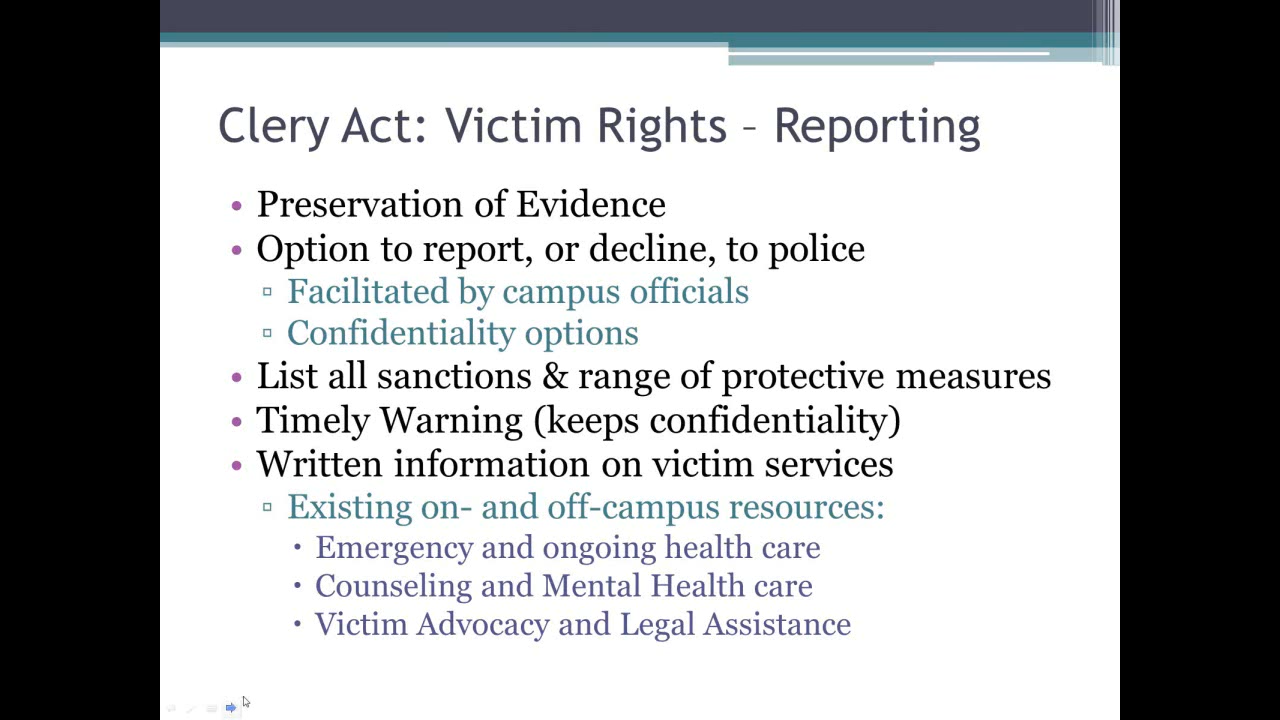 Clery Act: Victim Rights – Reporting
• Preservation of Evidence
• Option to report, or decline, to police
▫ Facilitated by campus officials
▫ Confidentiality options
• List all sanctions & range of protective measures
• Timely Warning (keeps confidentiality)
• Written information on victim services
▫ Existing on- and off-campus resources:
· Emergency and ongoing health care
· Counseling and Mental Health care
· Victim Advocacy and Legal Assistance